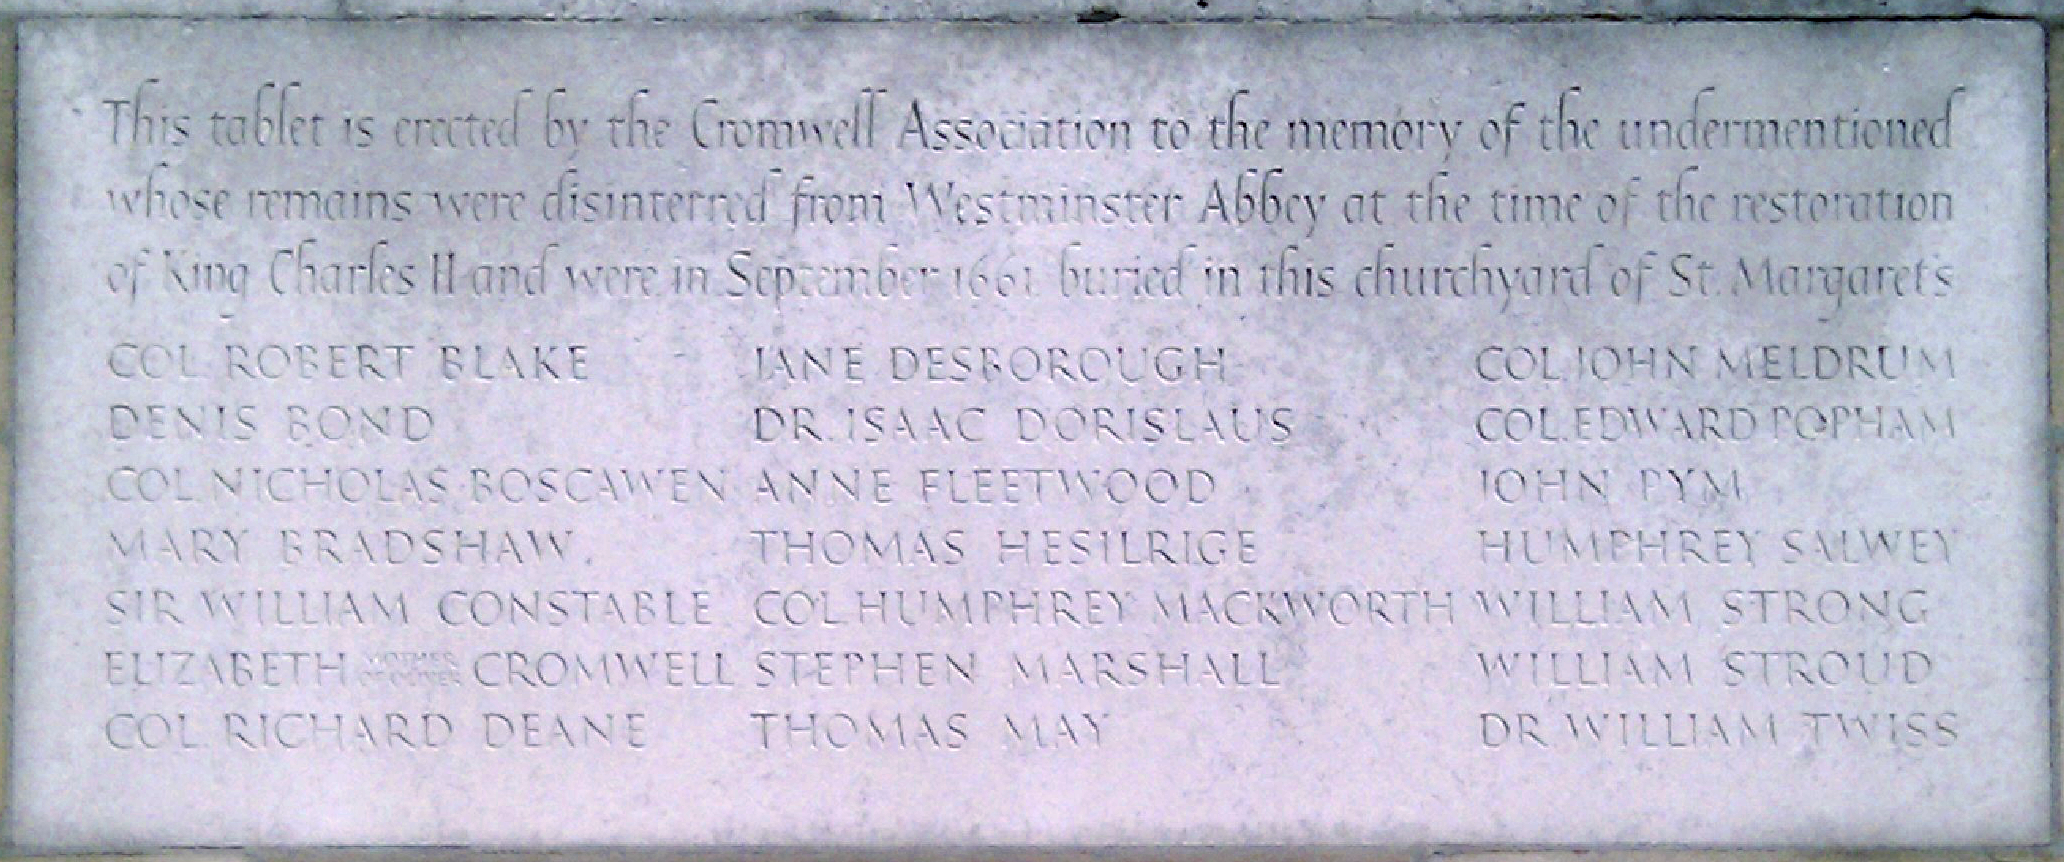 This tablet is erected by the Cromwell Association to the memory of the undermentioned
whose remains were disinterred from Westminster Abbey at the time of the restoration
of King Charles II and were in September 1661 buried in this churchyard of St. Margaret's
COL. ROBERT BLAKE JANE DESBOROUGH COL. JOHN MELDRUM
DENIS BOND DR. ISAAC DORISLAUS COL. EDWARD POPHAM
COL. NICHOLAS BOSCAWEN ANNE FLEETWOOD JOHN PYM
MARY BRADSHAW THOMAS HESILRIGE HUMPHREY SALWEY
SIR WILLIAM CONSTABLE COL. HUMPHREY MACKWORTH WILLIAM STRONG
ELIZABETH MOTHER OF OLIVER CROMWELL STEPHEN MARSHALL WILLIAM STROUD
COL. RICHARD DEANE THOMAS MAY DR. WILLIAM TWISS